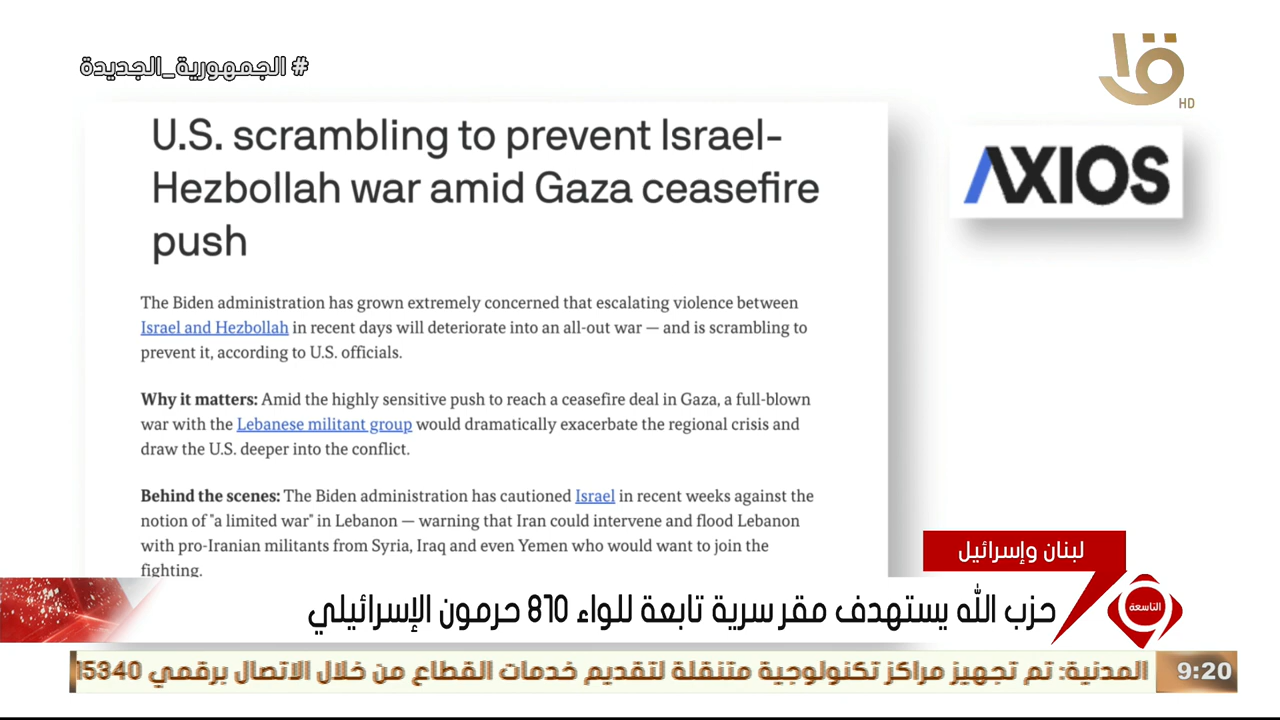 # الجمهورية_الجديدة
HD
AXIOS
U.S. scrambling to prevent Israel-
Hezbollah war amid Gaza ceasefire
push
The Biden administration has grown extremely concerned that escalating violence between
Israel and Hezbollah in recent days will deteriorate into an all-out war — and is scrambling to
prevent it, according to U.S. officials.
Why it matters: Amid the highly sensitive push to reach a ceasefire deal in Gaza, a full-blown
war with the Lebanese militant group would dramatically exacerbate the regional crisis and
draw the U.S. deeper into the conflict.
Behind the scenes: The Biden administration has cautioned Israel in recent weeks against the
notion of "a limited war" in Lebanon — warning that Iran could intervene and flood Lebanon
with pro-Iranian militants from Syria, Iraq and even Yemen who would want to join the
fighting.
لبنان وإسرائيل
التاسعة
حزب الله يستهدف مقر سرية تابعة للواء 810 حرمون الإسرائيلي
9:20
المدنية: تم تجهيز مراكز تكنولوجية متنقلة لتقديم خدمات القطاع من خلال الاتصال برقمي 15340